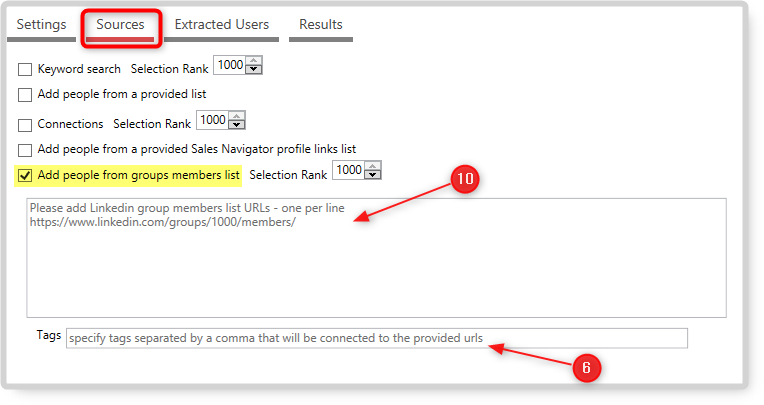 Settings Sources Extracted Users Results
Keyword search Selection Rank 1000
Add people from a provided list
Connections Selection Rank 1000
Add people from a provided Sales Navigator profile links list
Add people from groups members list Selection Rank 1000
10
Please add Linkedin group members list URLs - one per line
https://www.linkedin.com/groups/1000/members/
Tags specify tags separated by a comma that will be connected to the provided urls
6